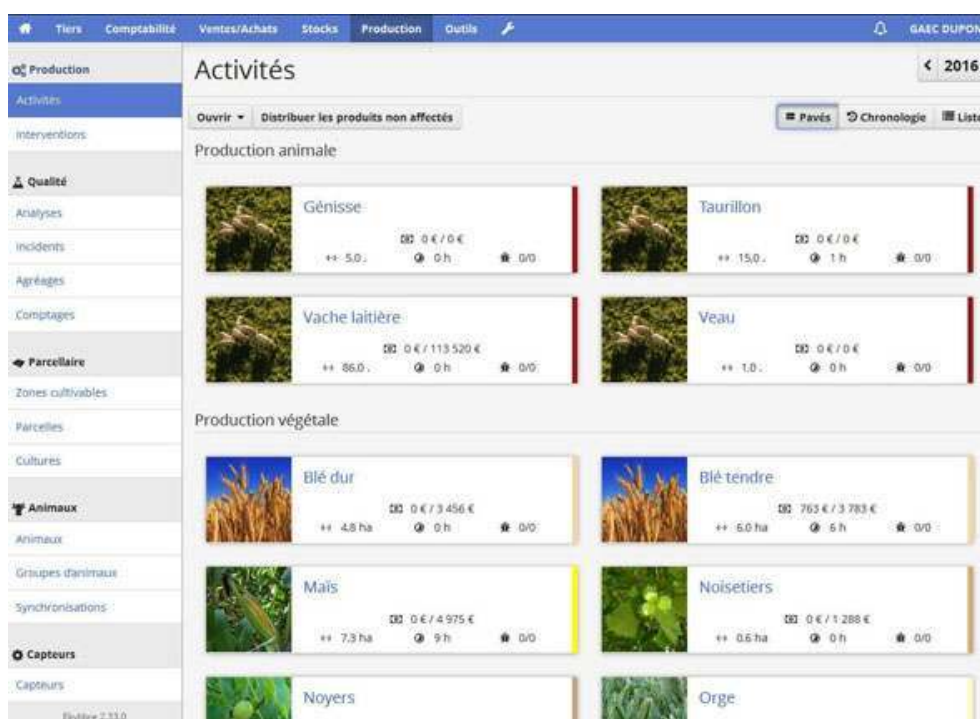 Tiers Comptabilité Ventes/Achats Stocks Production Outils GAEC DUPON
Production
Activités
Interventions
Qualité
Analyses
Incidents
Agréages
Comptages
Parcellaire
Zones cultivables
Parcelles
Cultures
Animaux
Animaux
Groupes d'animaux
Synchronisations
Capteurs
Capteurs
Ekylibre 2.33.0
Activités
2016
Ouvrir Distribuer les produits non affectés Pavés Chronologie Liste
Production animale
Génisse
0 € / 0 €
5,0 . 0 h 0/0
Taurillon
0 € / 0 €
15,0 . 1 h 0/0
Vache laitière
0 € / 113 520 €
86,0 . 0 h 0/0
Veau
0 € / 0 €
1,0 . 0 h 0/0
Production végétale
Blé dur
0 € / 3 456 €
4,8 ha 0 h 0/0
Blé tendre
763 € / 3 783 €
6,0 ha 6 h 0/0
Maïs
0 € / 4 975 €
7,3 ha 9 h 0/0
Noisetiers
0 € / 1 288 €
0,6 ha 0 h 0/0
Noyers
Orge